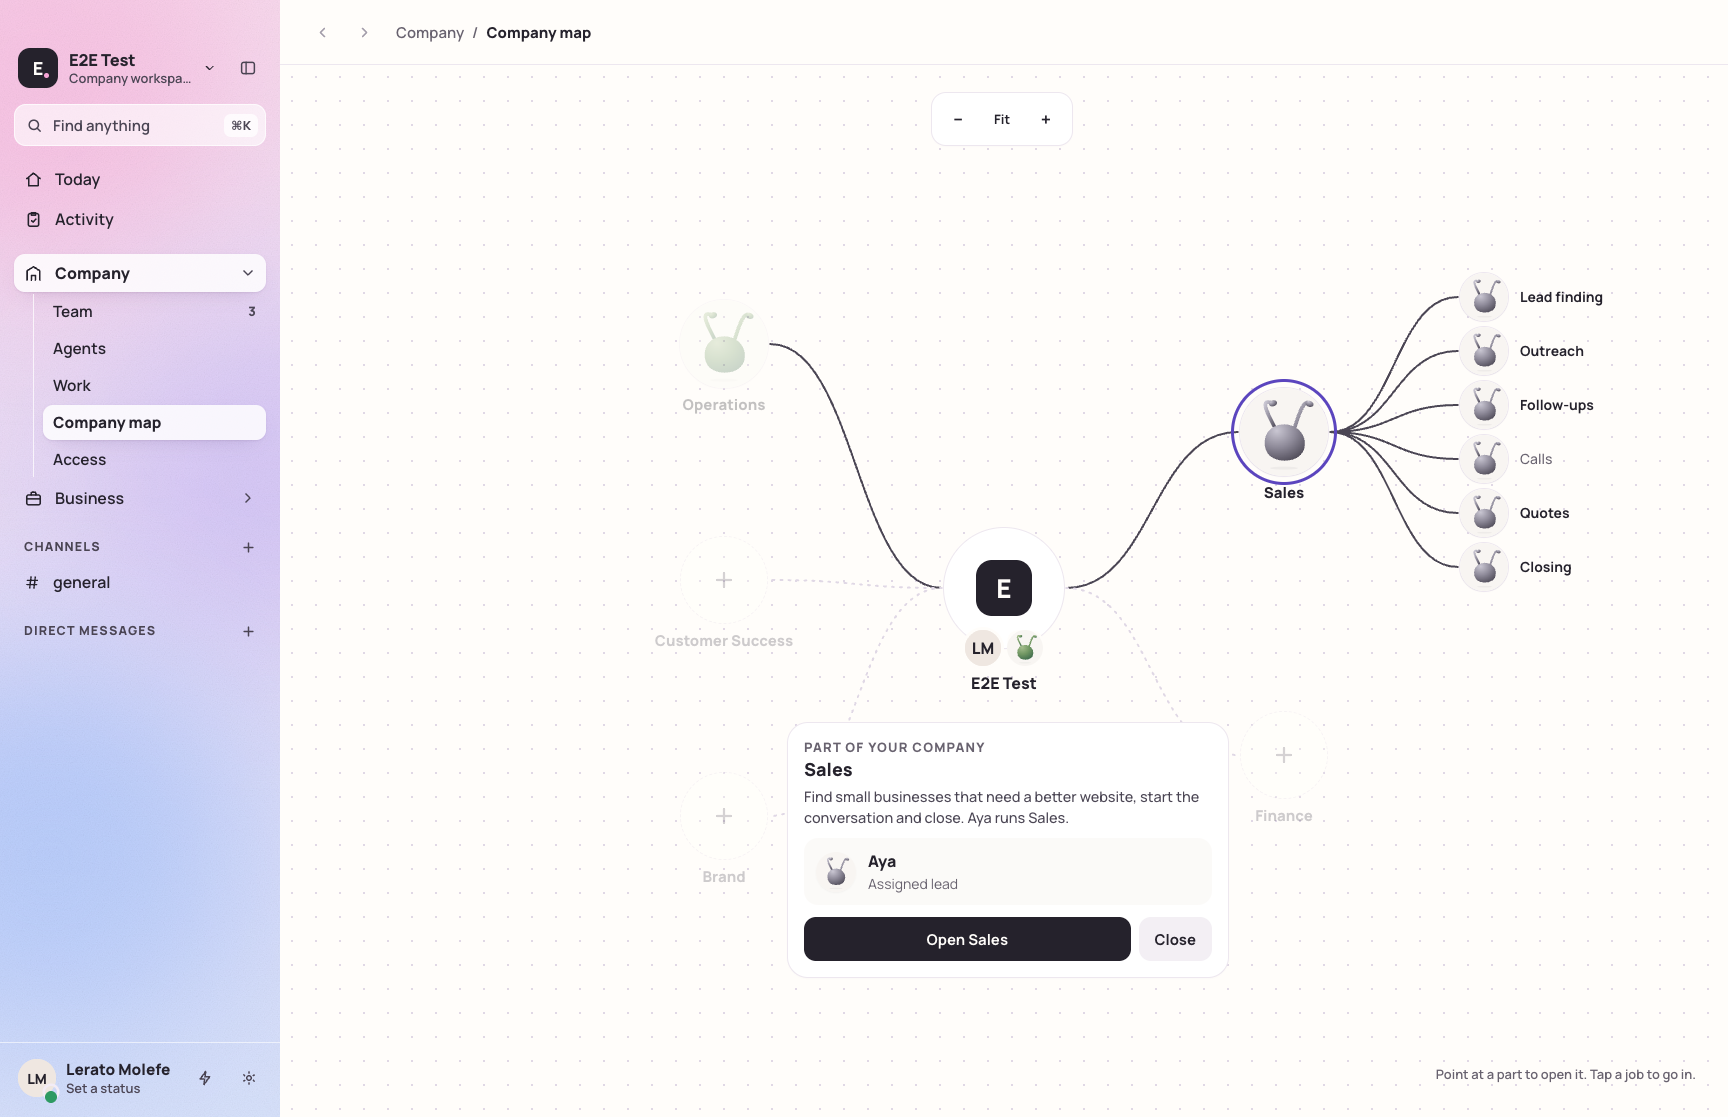 E.
E2E Test
Company workspa...
Find anything
⌘K
Today
Activity
Company
Team 3
Agents
Work
Company map
Access
Business
CHANNELS +
# general
DIRECT MESSAGES +
LM
Lerato Molefe
Set a status
Company / Company map
− Fit +
Operations
Customer Success
Brand
E
LM
E2E Test
Sales
Lead finding
Outreach
Follow-ups
Calls
Quotes
Closing
Finance
PART OF YOUR COMPANY
Sales
Find small businesses that need a better website, start the
conversation and close. Aya runs Sales.
Aya
Assigned lead
Open Sales
Close
Point at a part to open it. Tap a job to go in.